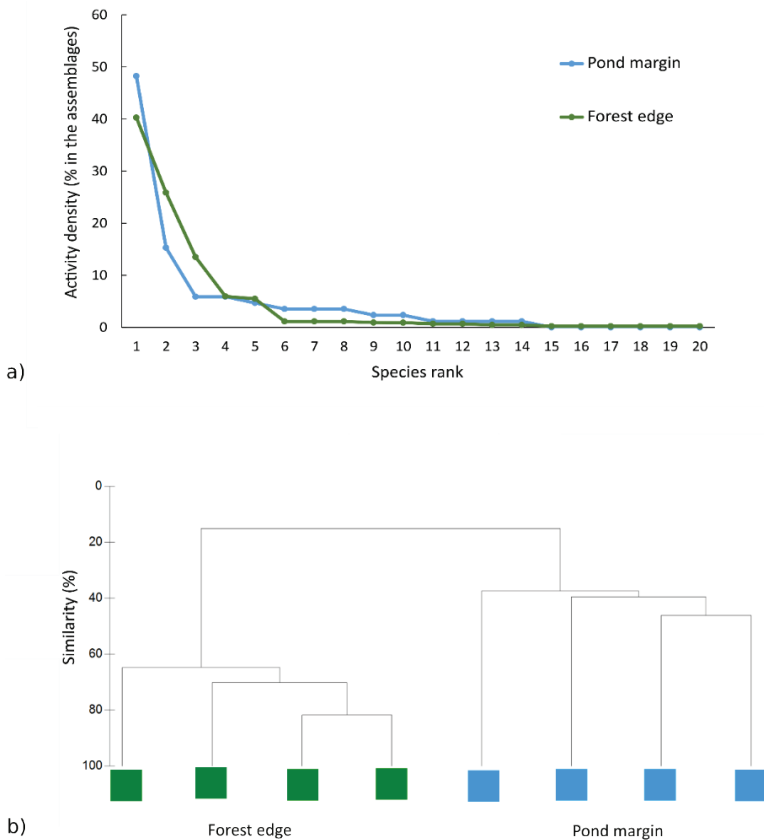 60
50
40
30
20
10
0
Activity density (% in the assemblages)
Pond margin
Forest edge
1 2 3 4 5 6 7 8 9 10 11 12 13 14 15 16 17 18 19 20
Species rank
a)
0
20
40
60
80
100
Similarity (%)
Forest edge Pond margin
b)